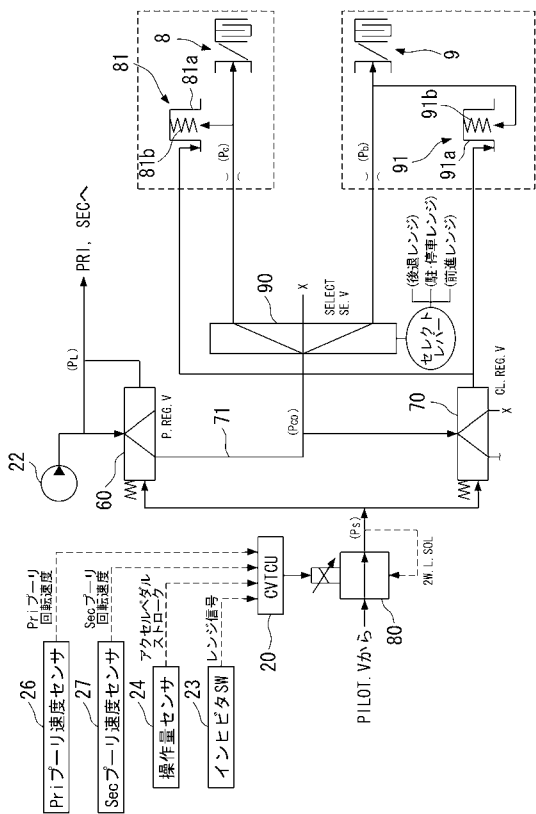 22
(PL)
PRI, SECへ
60
P.REG.V
71
81
81a
81b
8
(Pc)
90
SELECT
SE.V
X
(PCO)
(Pb)
9
91
91a
91b
セレクト
レバー
(後退レンジ)
(駐・停車レンジ)
(前進レンジ)
70
CL.REG.V
X
26
Priプーリ速度センサ
Priプーリ
回転速度
27
Secプーリ速度センサ
Secプーリ
回転速度
24
操作量センサ
アクセルペダル
ストローク
23
インヒビタSW
レンジ信号
CVTCU
20
(Ps)
2W.L.SOL
80
PILOT.Vから